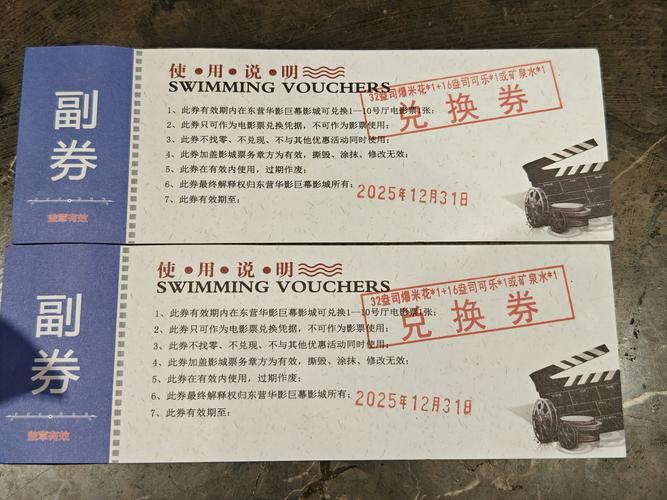 副券
盖章有效
使•用•说•明
SWIMMING VOUCHERS
32盎司爆米花*1+16盎司可乐*1或矿泉水*1
兑换券
1、此券有效期内在东营华影巨幕影城可兑换1—10号厅电影票1张;
2、此券只可作为电影票兑换凭据，不可作为影票使用;
3、此券不找零、不兑现、不与其他优惠活动同时使用;
4、此券加盖影城票务章方为有效，撕毁、涂抹、修改无效;
5、此券在有效内使用，过期作废;
6、此券最终解释权归东营华影巨幕影城所有;
7、此券有效期至:
2025年12月31日
副券
盖章有效
使•用•说•明
SWIMMING VOUCHERS
32盎司爆米花*1+16盎司可乐*1或矿泉水*1
兑换券
1、此券有效期内在东营华影巨幕影城可兑换1—10号厅电影票1张;
2、此券只可作为电影票兑换凭据，不可作为影票使用;
3、此券不找零、不兑现、不与其他优惠活动同时使用;
4、此券加盖影城票务章方为有效，撕毁、涂抹、修改无效;
5、此券在有效内使用，过期作废;
6、此券最终解释权归东营华影巨幕影城所有;
7、此券有效期至:
2025年12月31日